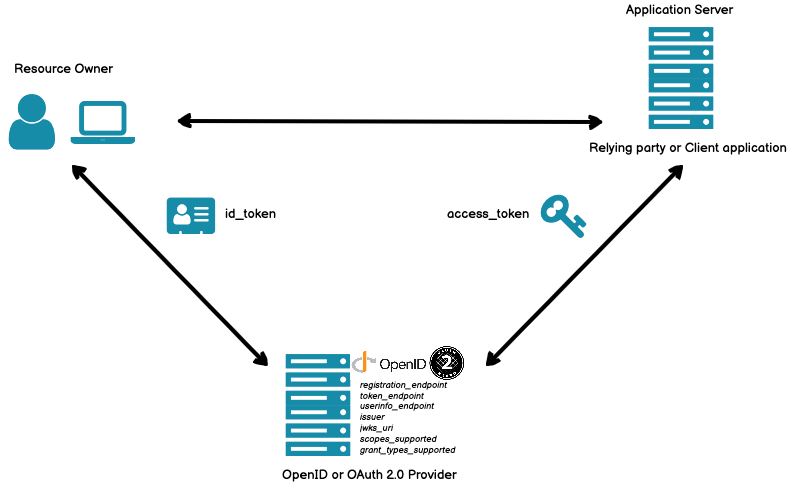 Application Server
Resource Owner
Relying party or Client application
id_token
access_token
OpenID
2
registration_endpoint
token_endpoint
userinfo_endpoint
issuer
jwks_uri
scopes_supported
grant_types_supported
OpenID or OAuth 2.0 Provider